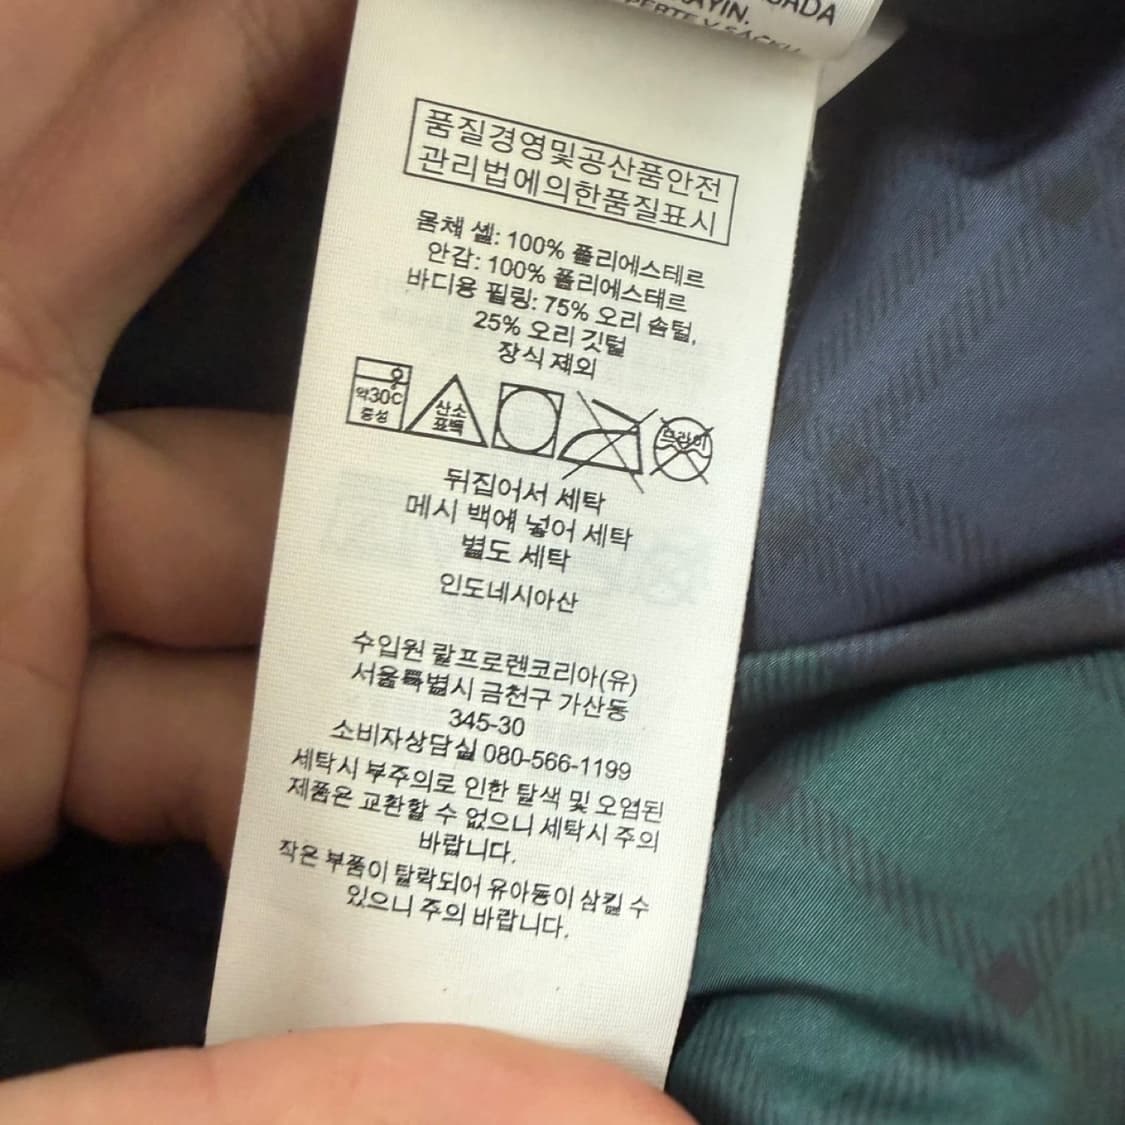 품질경영및공산품안전
관리법에의한품질표시
몸체 셸: 100% 폴리에스테르
안감: 100% 폴리에스테르
바디용 필링: 75% 오리 솜털,
25% 오리 깃털
장식 제외
약30℃
중성
산소
표백
드라이
뒤집어서 세탁
메시 백에 넣어 세탁
별도 세탁
인도네시아산
수입원 랄프로렌코리아(유)
서울특별시 금천구 가산동
345-30
소비자상담실 080-566-1199
세탁시 부주의로 인한 탈색 및 오염된
제품은 교환할 수 없으니 세탁시 주의
바랍니다.
작은 부품이 탈락되어 유아동이 삼킬 수
있으니 주의 바랍니다.